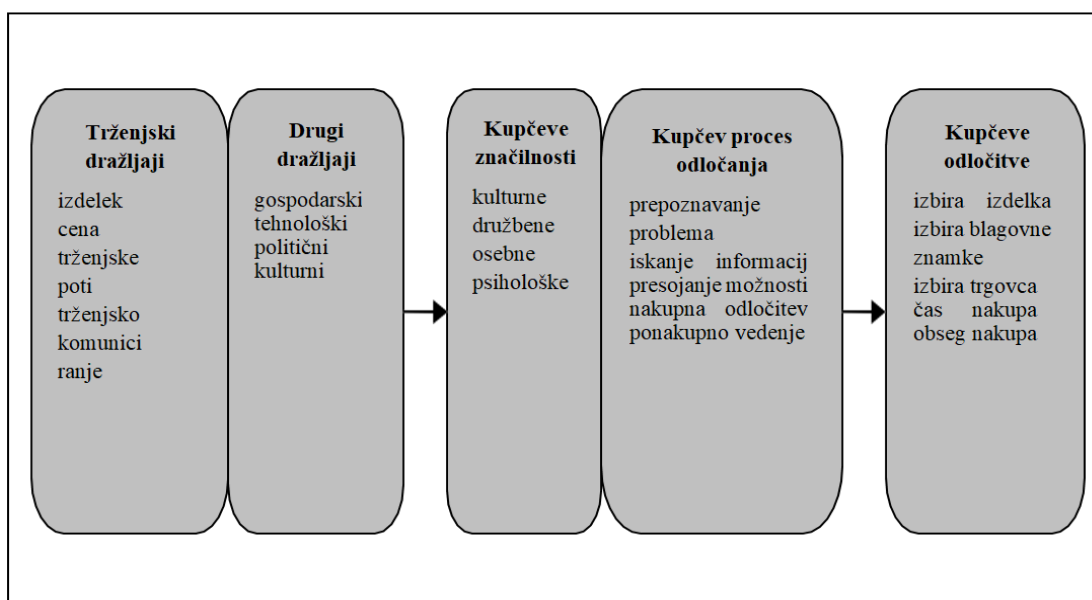 Trženjski
dražljaji
izdelek
cena
trženjske
poti
trženjsko
komunici
ranje
Drugi
dražljaji
gospodarski
tehnološki
politični
kulturni
Kupčeve
značilnosti
kulturne
družbene
osebne
psihološke
Kupčev proces
odločanja
prepoznavanje
problema
iskanje informacij
presojanje možnosti
nakupna odločitev
ponakupno vedenje
Kupčeve
odločitve
izbira izdelka
izbira blagovne
znamke
izbira trgovca
čas nakupa
obseg nakupa